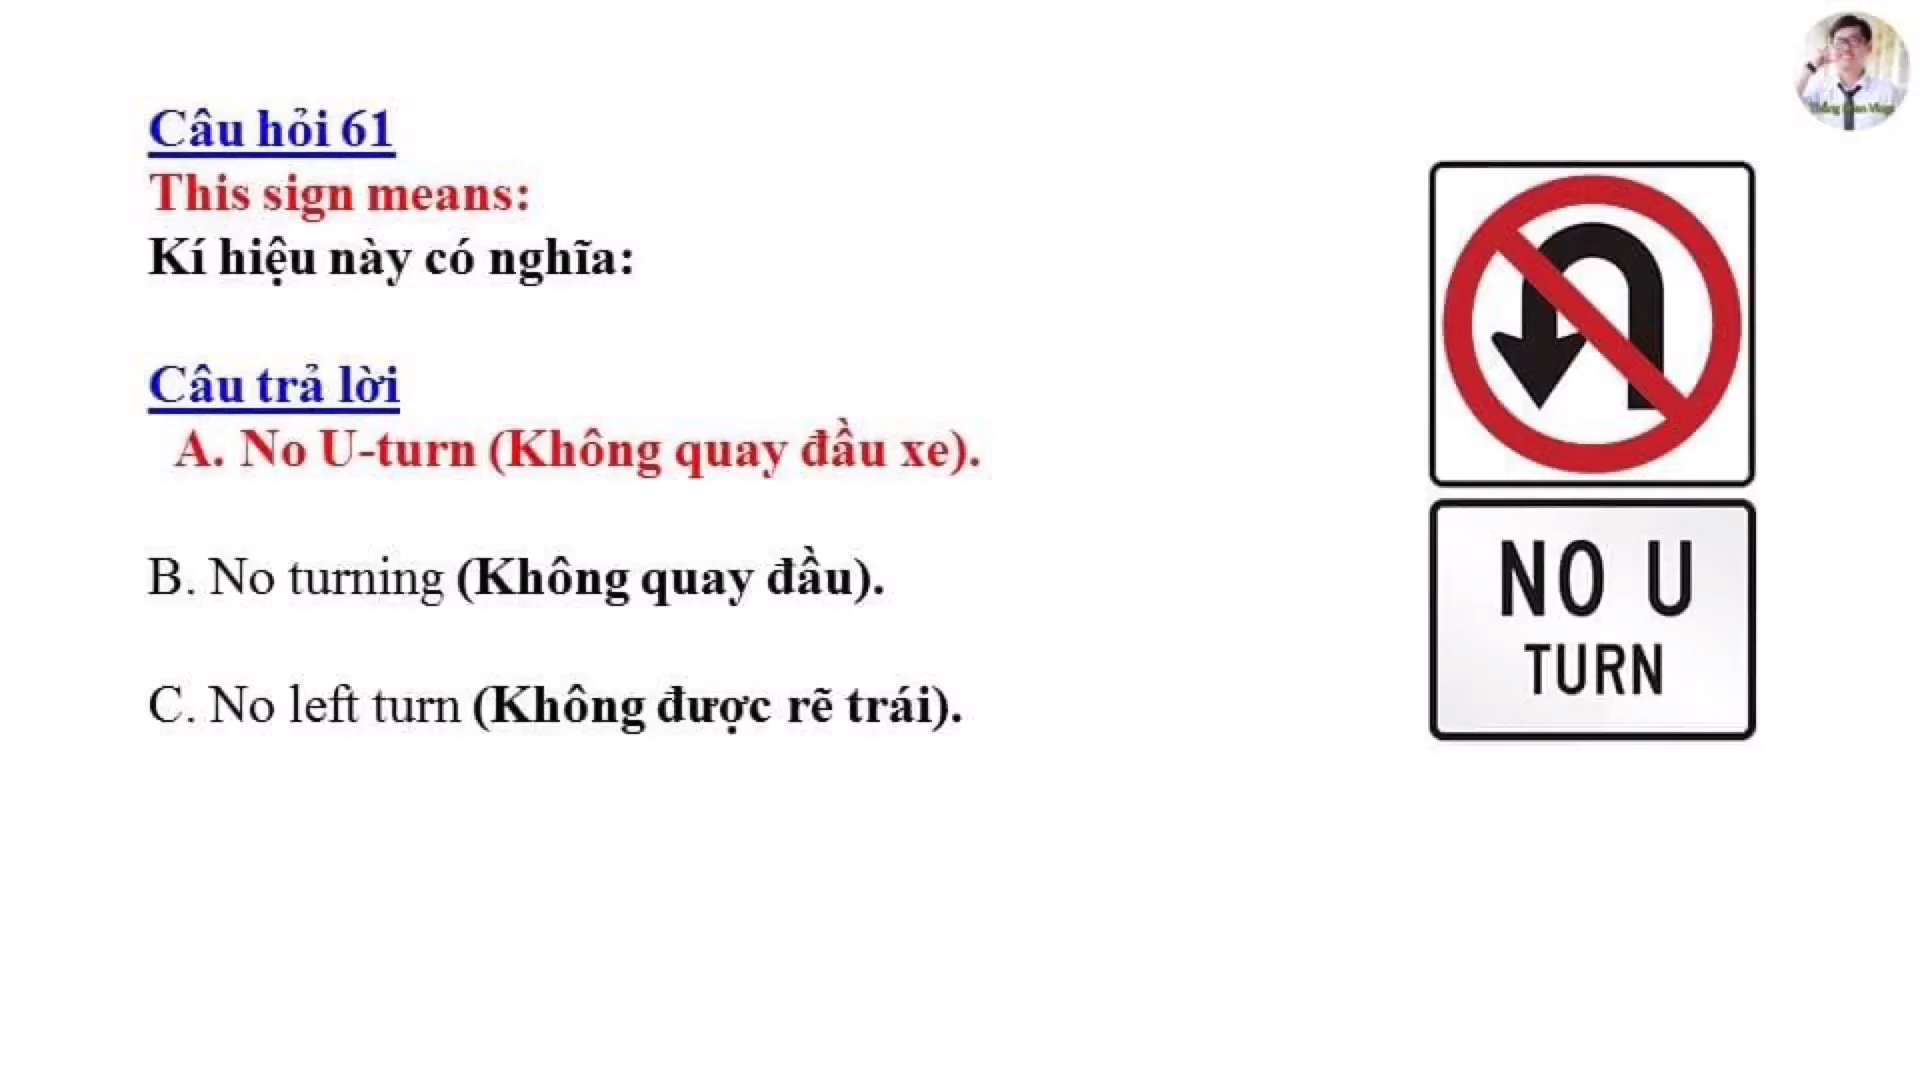 Câu hỏi 61
This sign means:
Kí hiệu này có nghĩa:
Câu trả lời
A. No U-turn (Không quay đầu xe).
B. No turning (Không quay đầu).
C. No left turn (Không được rẽ trái).
NO U
TURN